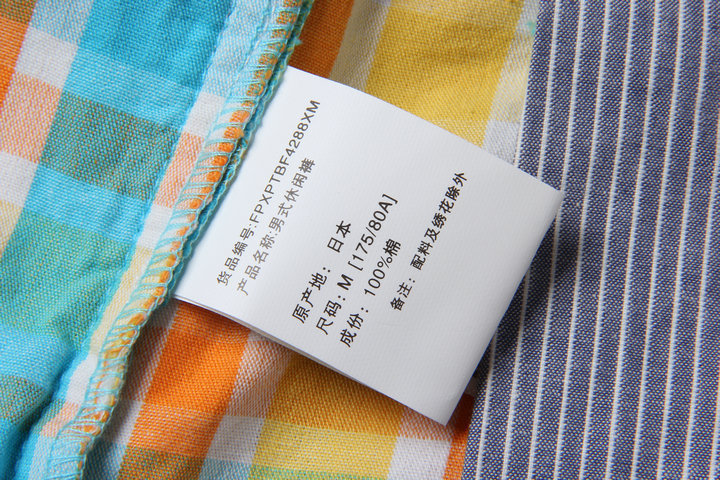 货品编号:FPXPTBF4288XM
产品名称:男式休闲裤
原产地：日本
尺码:M [175/80A]
成份:100%棉
备注：配料及绣花除外